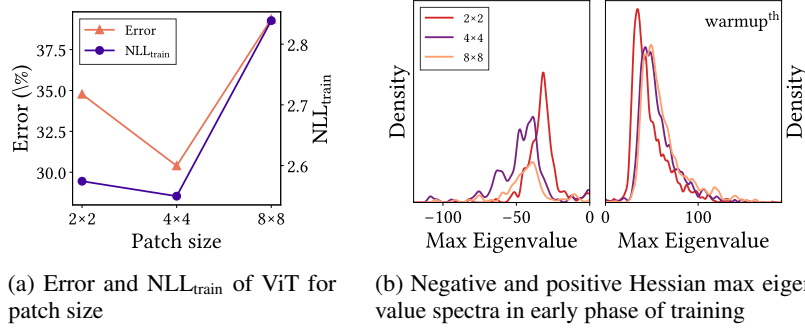 Error
NLLtrain
37.5
35.0
32.5
30.0
Error (\%)
2.8
2.7
2.6
NLLtrain
2×2
4×4
8×8
Patch size
2×2
4×4
8×8
Density
−100
−50
0
Max Eigenvalue
warmupth
Density
0
100
Max Eigenvalue
(a) Error and NLLtrain of ViT for
patch size
(b) Negative and positive Hessian max eigen
value spectra in early phase of training